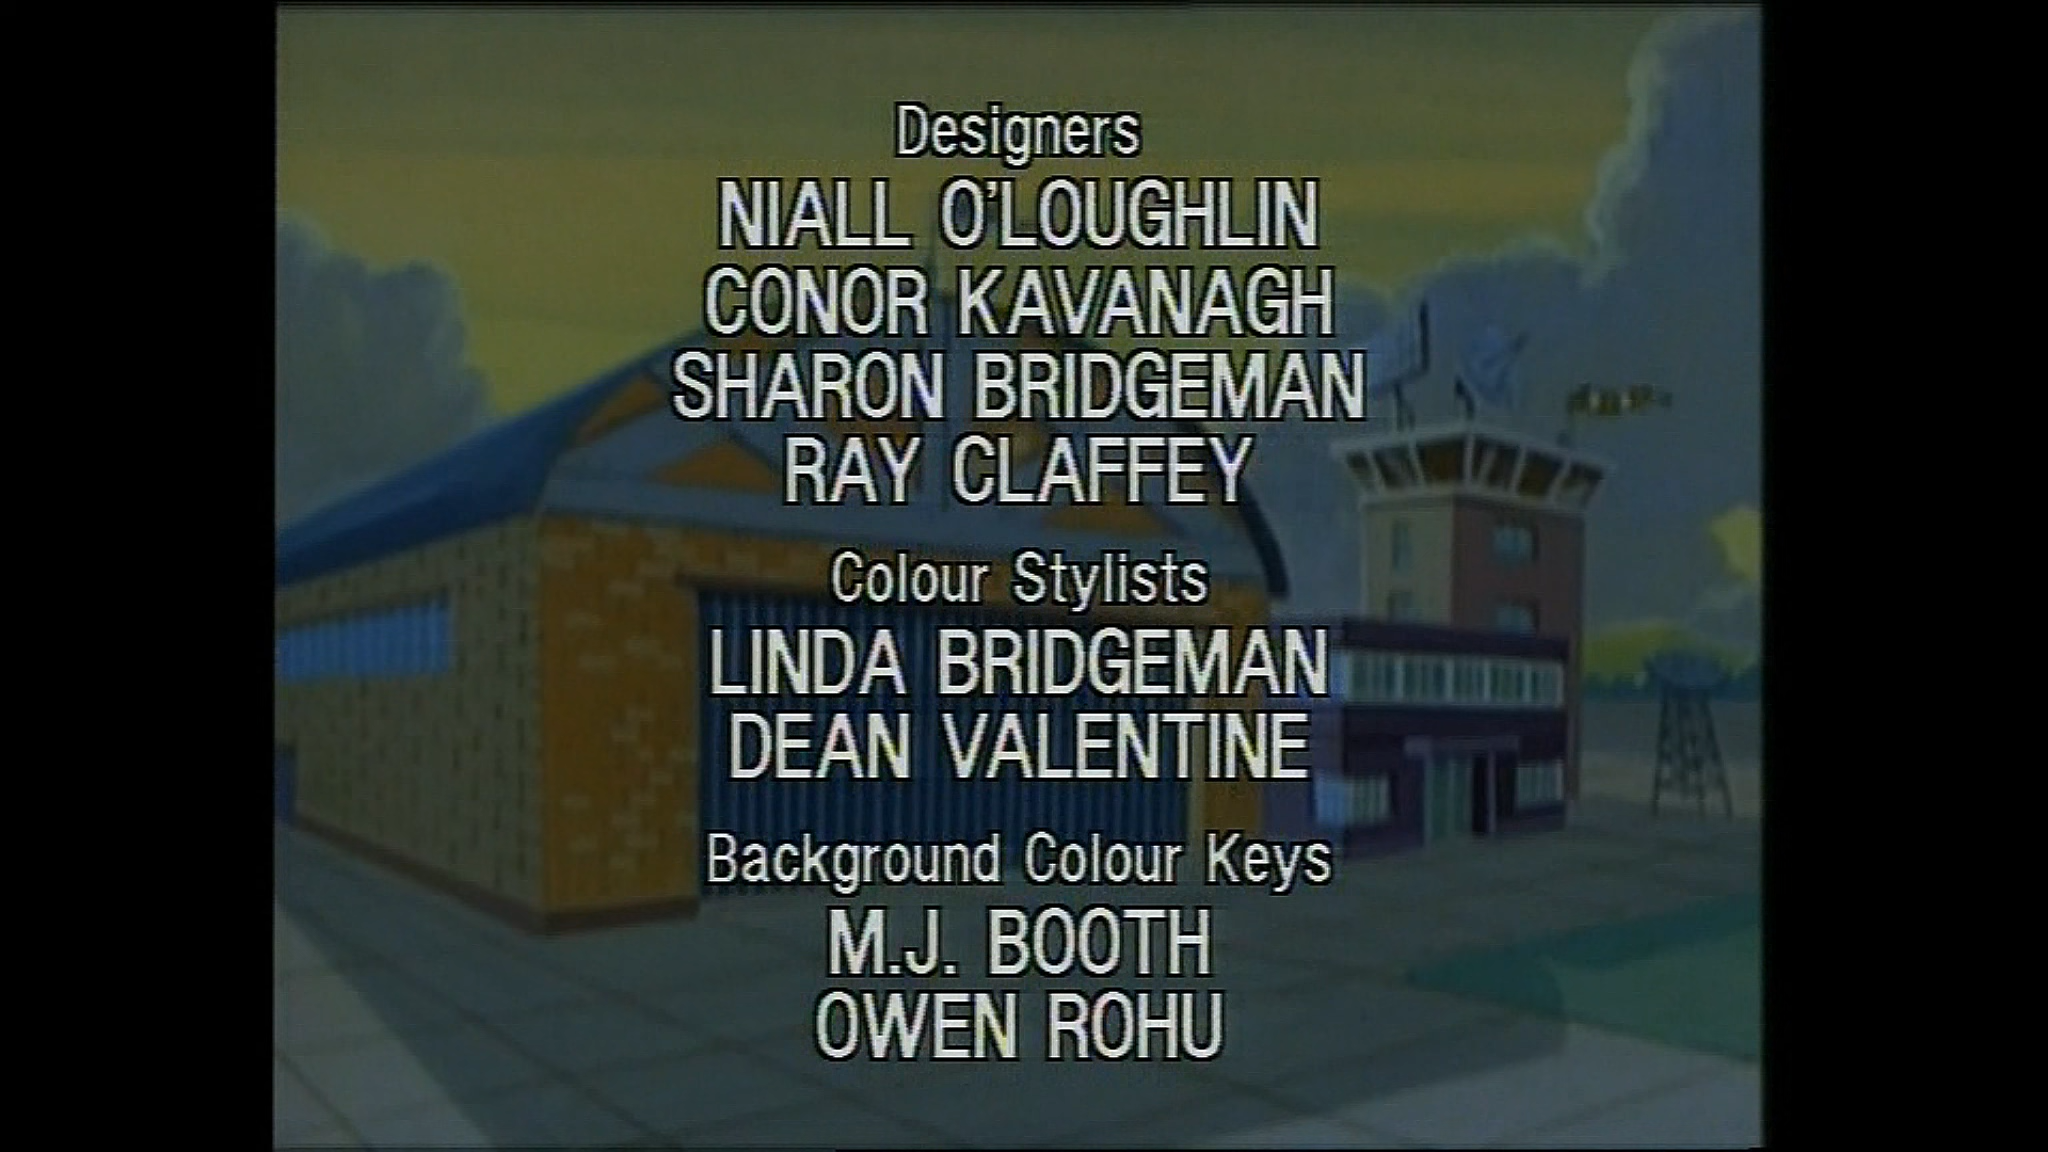 Designers
NIALL O'LOUGHLIN
CONOR KAVANAGH
SHARON BRIDGEMAN
RAY CLAFFEY
Colour Stylists
LINDA BRIDGEMAN
DEAN VALENTINE
Background Colour Keys
M.J. BOOTH
OWEN ROHU